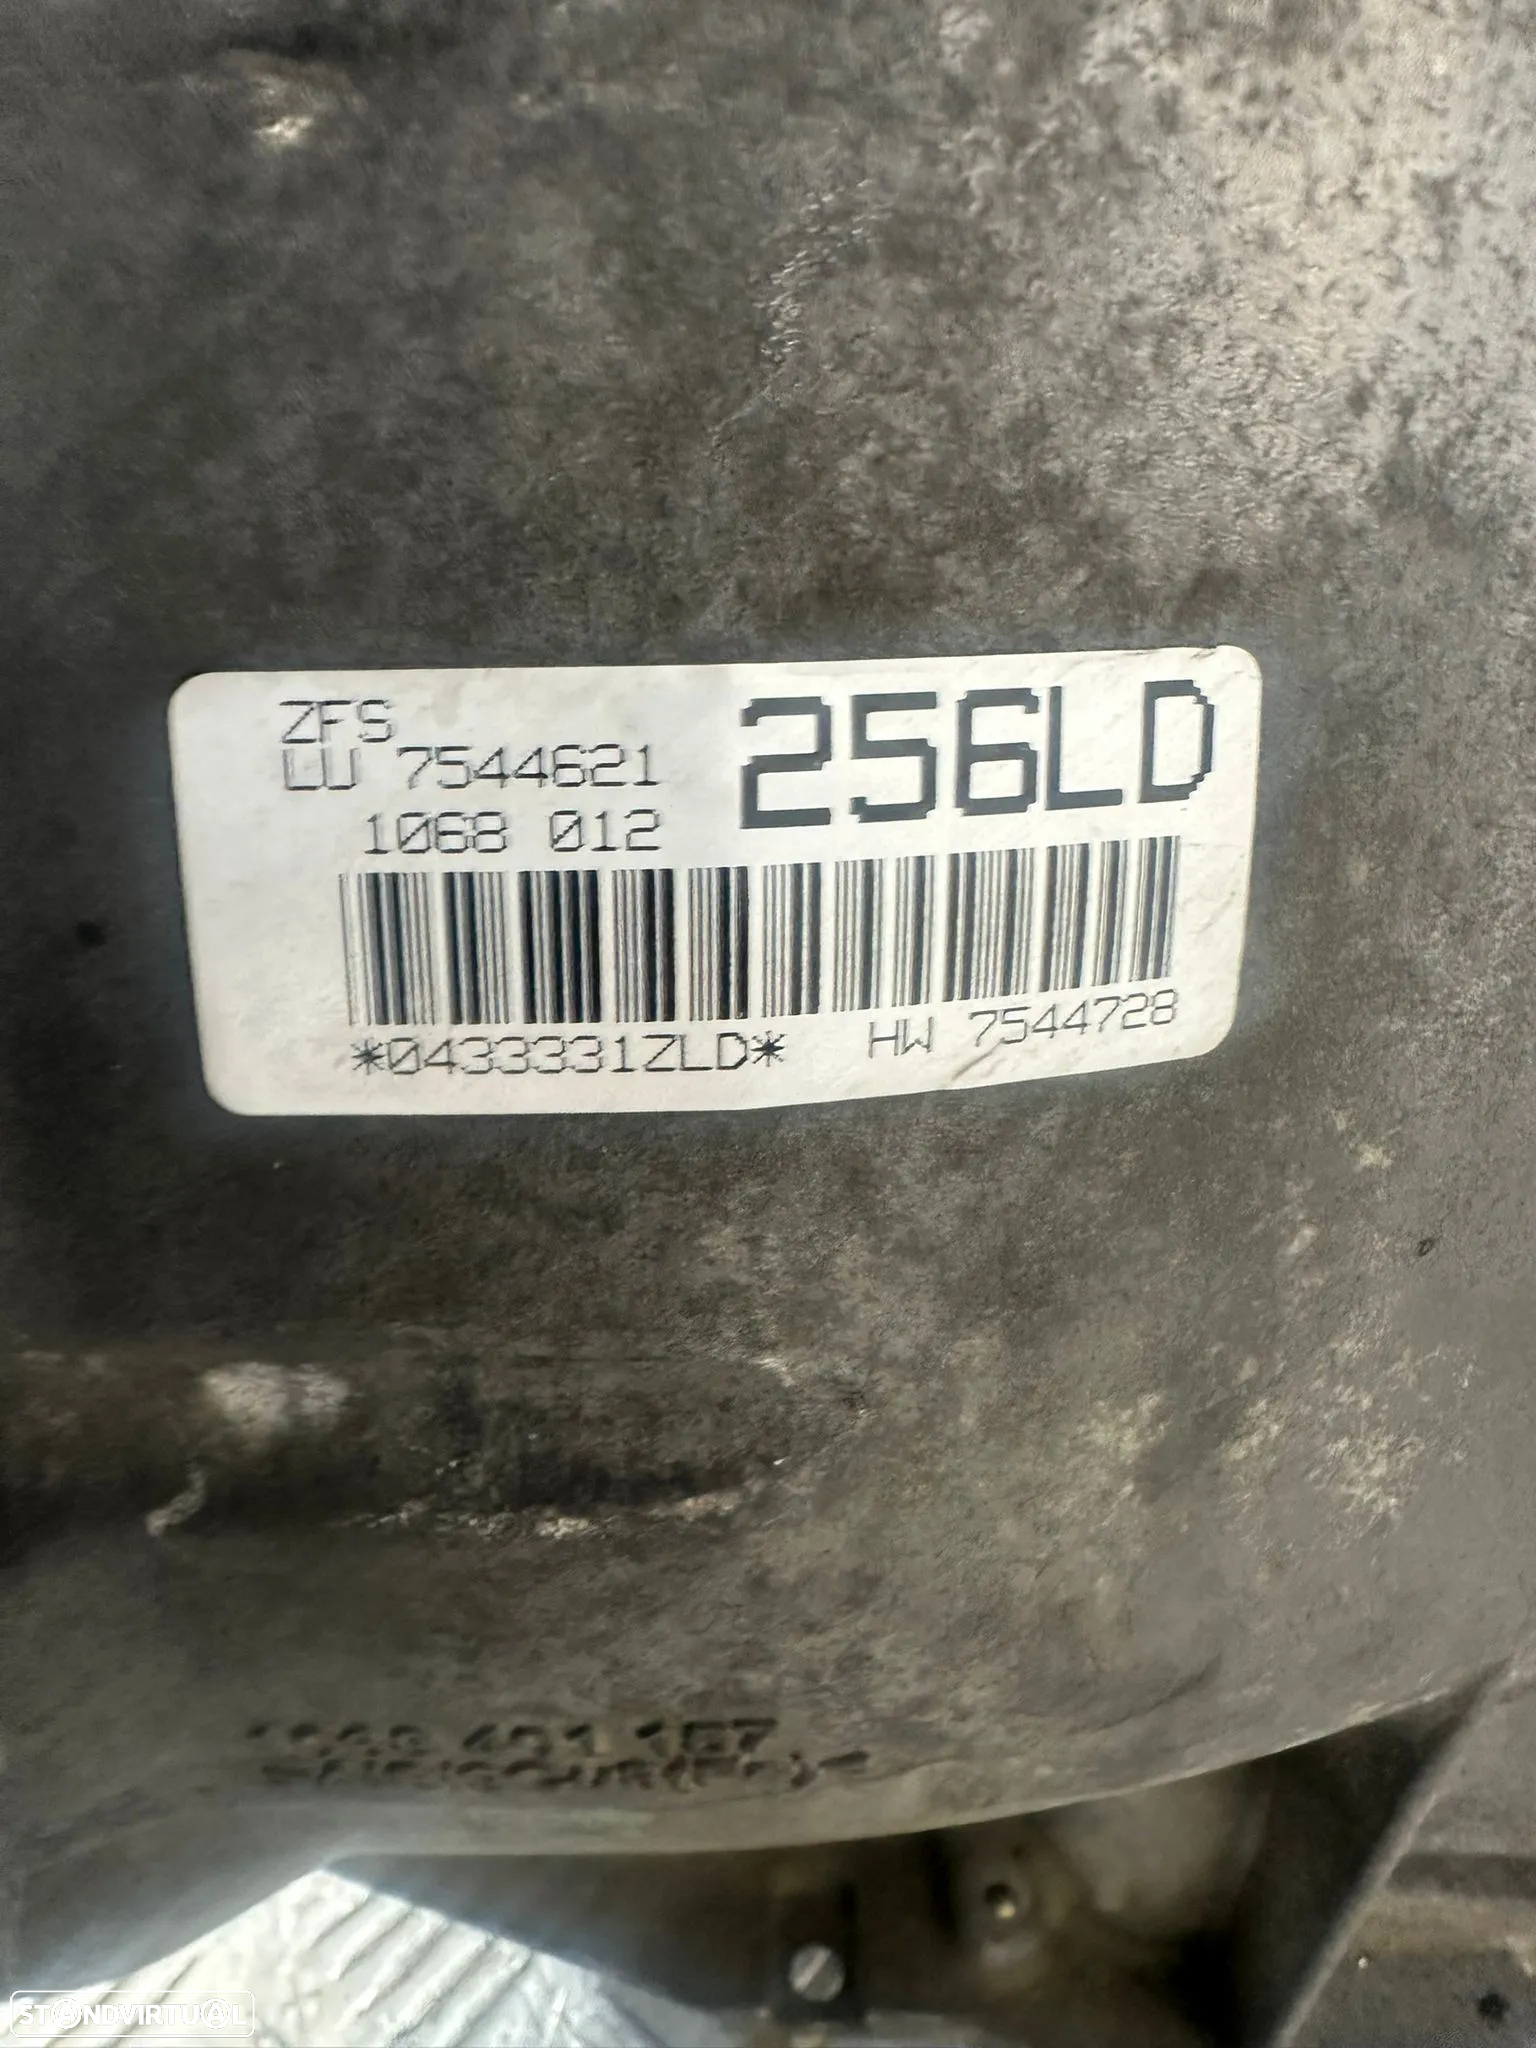 ZFS
LU 7544621
256LD
1068 012
*0433331ZLD*
HW 7544728
STANDVIRTUAL